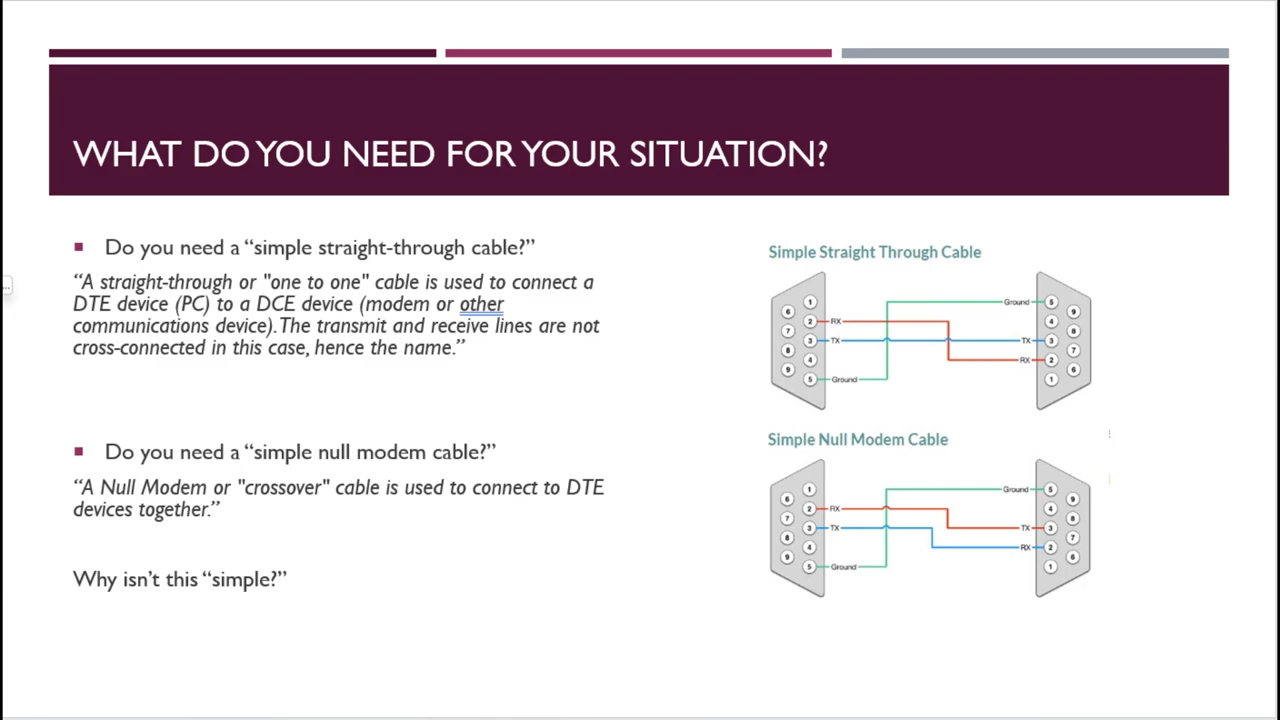 WHAT DO YOU NEED FOR YOUR SITUATION?
Do you need a “simple straight-through cable?”
“A straight-through or "one to one" cable is used to connect a
DTE device (PC) to a DCE device (modem or other
communications device). The transmit and receive lines are not
cross-connected in this case, hence the name.”
Do you need a “simple null modem cable?”
“A Null Modem or "crossover" cable is used to connect to DTE
devices together.”
Why isn’t this “simple?”
Simple Straight Through Cable
1
6
2
7
3
8
4
9
5
RX
TX
Ground
Ground
TX
RX
5
9
4
8
3
7
2
6
1
Simple Null Modem Cable
1
6
2
7
3
8
4
9
5
RX
TX
Ground
Ground
TX
RX
5
9
4
8
3
7
2
6
1
...